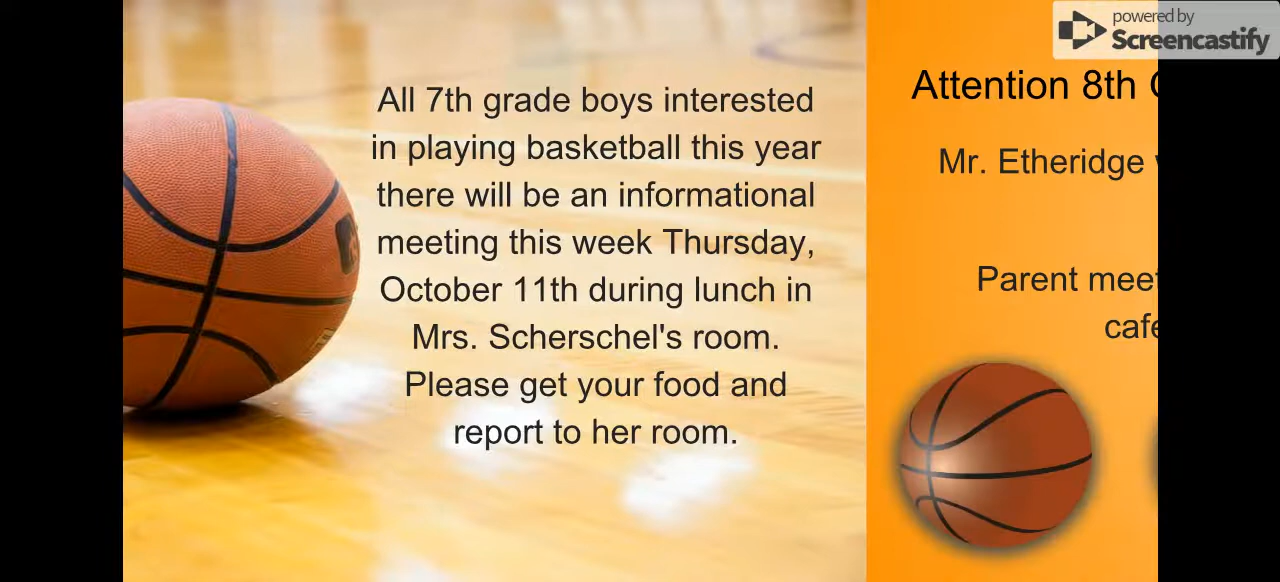 powered by
Screencastify
All 7th grade boys interested
in playing basketball this year
there will be an informational
meeting this week Thursday,
October 11th during lunch in
Mrs. Scherschel's room.
Please get your food and
report to her room.
Attention 8th
Mr. Etheridge
Parent